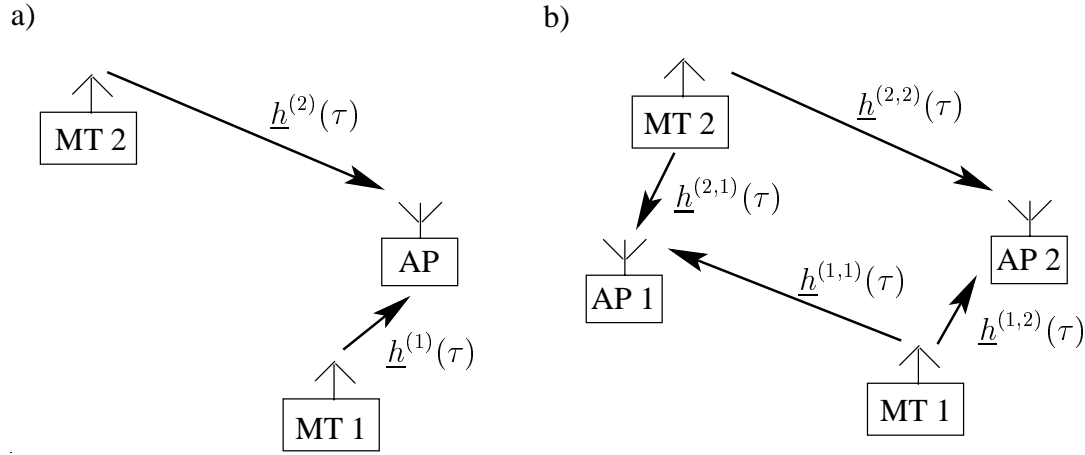 a)
MT 2
h^{(2)}(τ)
AP
h^{(1)}(τ)
MT 1
b)
MT 2
h^{(2,2)}(τ)
h^{(2,1)}(τ)
AP 1
AP 2
h^{(1,1)}(τ)
h^{(1,2)}(τ)
MT 1